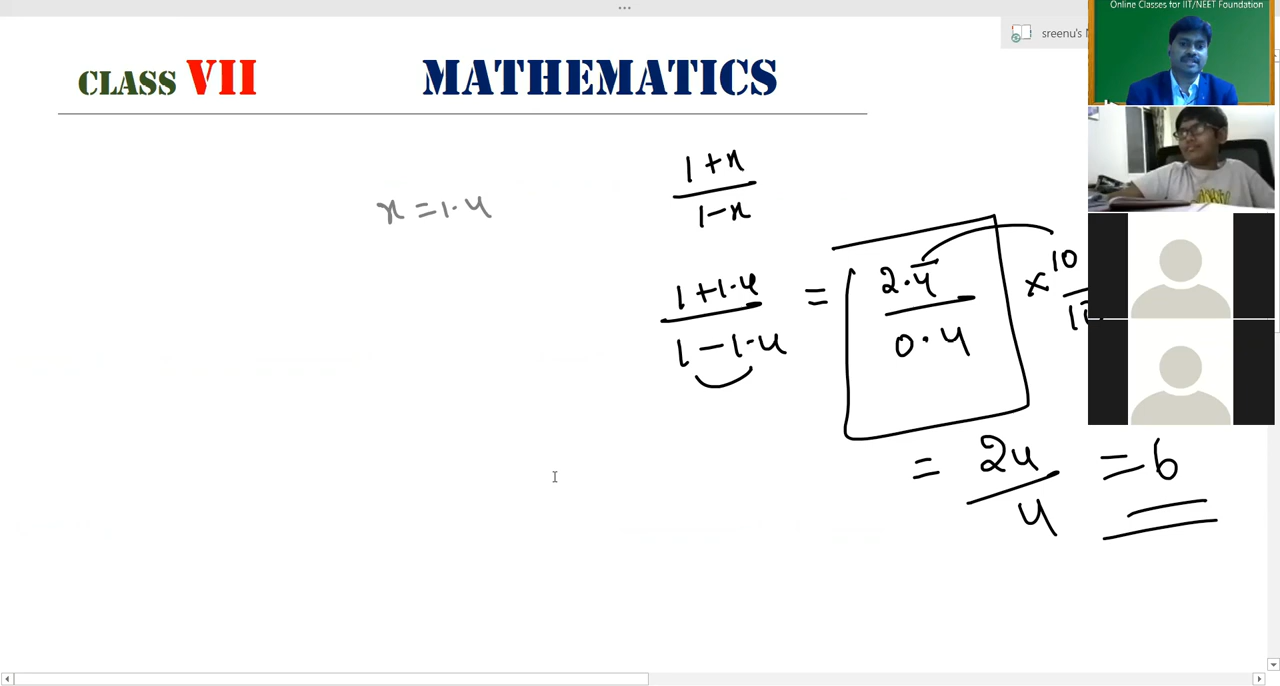 Online Classes for IIT/NEET Foundation
sreenu's
CLASS VII MATHEMATICS
x = 1.4
1 + x
1 - x
1 + 1.4 = 2.4 × 10
1 - 1.4 0.4
= 24 = 6
4